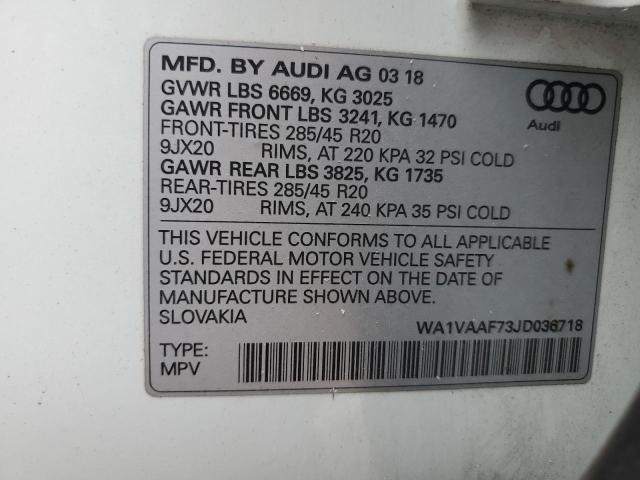 MFD. BY AUDI AG 03 18
GVWR LBS 6669, KG 3025
GAWR FRONT LBS 3241, KG 1470
FRONT-TIRES 285/45 R20
9JX20 RIMS, AT 220 KPA 32 PSI COLD
GAWR REAR LBS 3825, KG 1735
REAR-TIRES 285/45 R20
9JX20 RIMS, AT 240 KPA 35 PSI COLD
Audi
THIS VEHICLE CONFORMS TO ALL APPLICABLE
U.S. FEDERAL MOTOR VEHICLE SAFETY
STANDARDS IN EFFECT ON THE DATE OF
MANUFACTURE SHOWN ABOVE.
SLOVAKIA WA1VAAF73JD036718
TYPE:
MPV